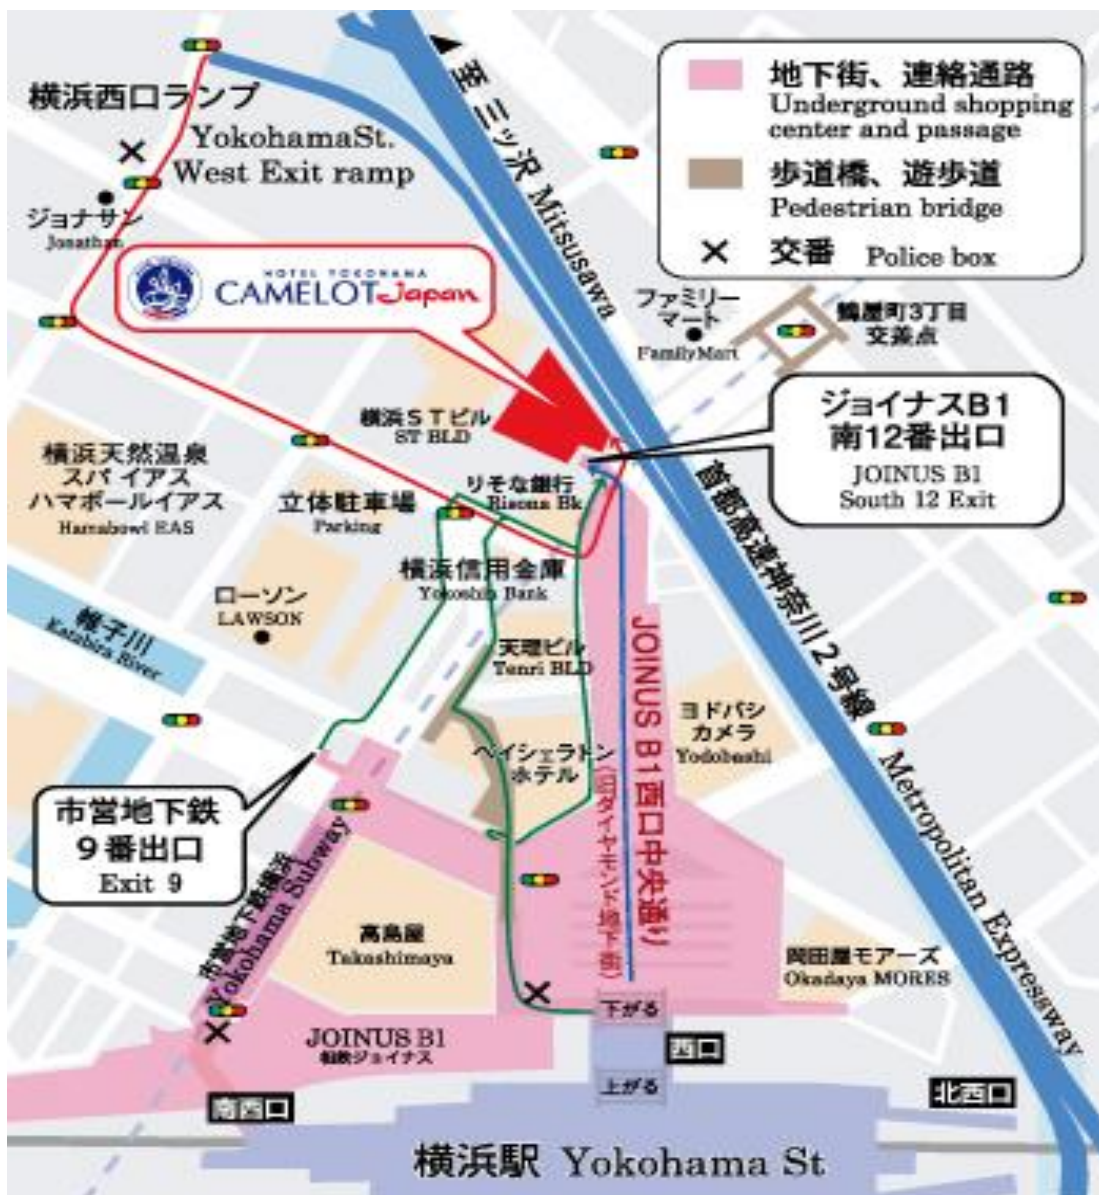 横浜西口ランプ
YokohamaSt.
West Exit ramp
ジョナサン
Jonathan
至 三ッ沢 Mitsusawa
地下街、連絡通路
Underground shopping
center and passage
歩道橋、遊歩道
Pedestrian bridge
交番 Police box
HOTEL YOKOHAMA
CAMELOT Japan
ファミリー
マート
FamilyMart
鶴屋町3丁目
交差点
ジョイナスB1
南12番出口
JOINUS B1
South 12 Exit
横浜STビル
ST BLD
横浜天然温泉
スパ イアス
ハマボールイアス
Hamabowl EAS
立体駐車場
Parking
りそな銀行
Risona Bk
横浜信用金庫
Yokoshin Bank
首都高速神奈川2号線 Metropolitan Expressway
ローソン
LAWSON
帷子川
Katabira River
天理ビル
Tenri BLD
JOINUS B1西口中央通り
(旧ダイヤモンド地下街)
ヨドバシ
カメラ
Yodobashi
ベイシェラトン
ホテル
市営地下鉄
9番出口
Exit 9
市営地下鉄横浜
Yokohama Subway
高島屋
Takashimaya
岡田屋モアーズ
Okadaya MORES
下がる
JOINUS B1
相鉄ジョイナス
西口
上がる
南西口
北西口
横浜駅 Yokohama St